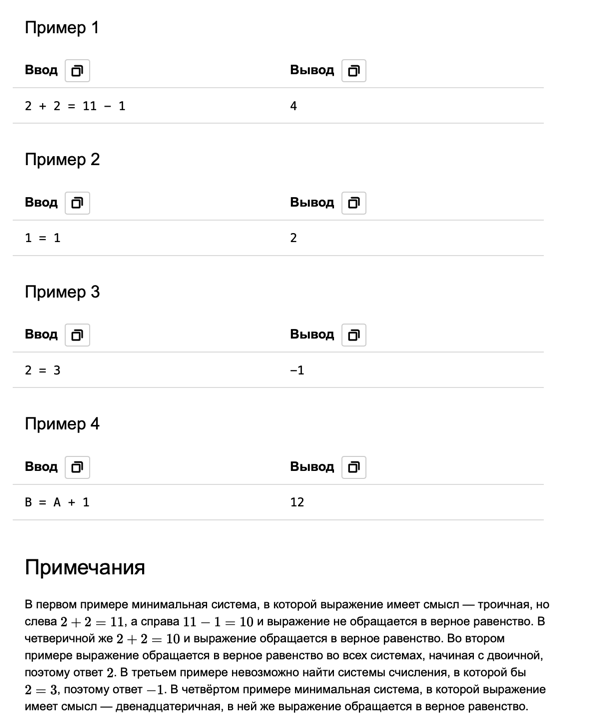 Пример 1
Ввод Вывод
2 + 2 = 11 - 1 4
Пример 2
Ввод Вывод
1 = 1 2
Пример 3
Ввод Вывод
2 = 3 -1
Пример 4
Ввод Вывод
B = A + 1 12
Примечания
В первом примере минимальная система, в которой выражение имеет смысл — троичная, но
слева 2 + 2 = 11, а справа 11 − 1 = 10 и выражение не обращается в верное равенство. В
четверичной же 2 + 2 = 10 и выражение обращается в верное равенство. Во втором
примере выражение обращается в верное равенство во всех системах, начиная с двоичной,
поэтому ответ 2. В третьем примере невозможно найти системы счисления, в которой бы
2 = 3, поэтому ответ −1. В четвёртом примере минимальная система, в которой выражение
имеет смысл — двенадцатеричная, в ней же выражение обращается в верное равенство.